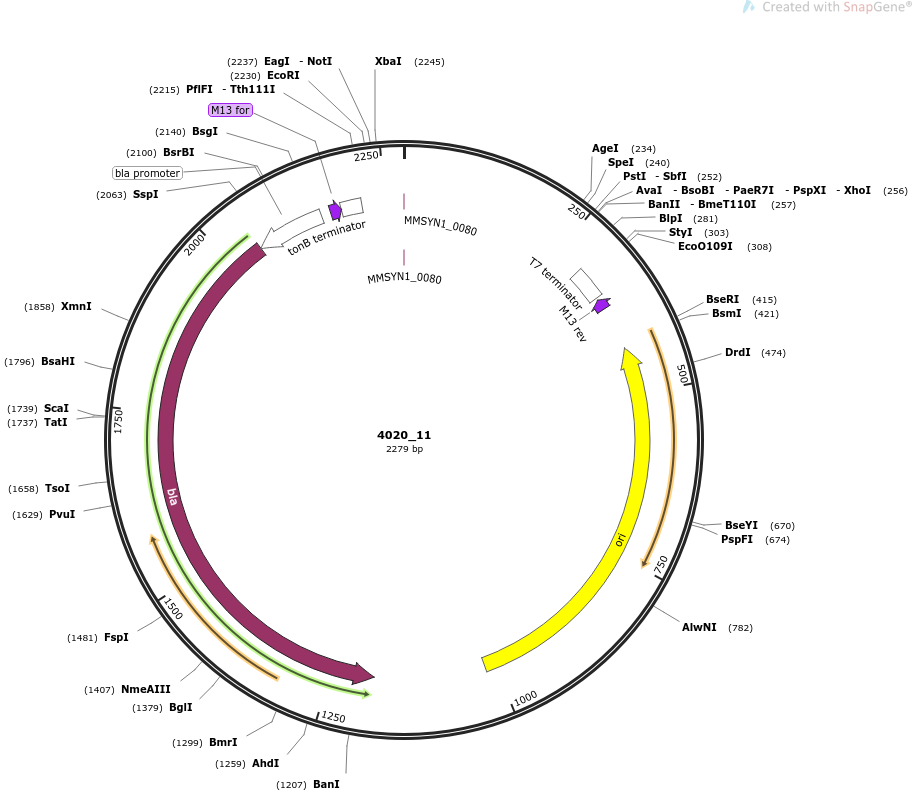 Created with SnapGene®
(2237) EagI - NotI
XbaI (2245)
(2230) EcoRI
(2215) PflFI - Tth111I
M13 for
(2140) BsgI
(2100) BsrBI
bla promoter
(2063) SspI
AgeI (234)
SpeI (240)
PstI - SbfI (252)
AvaI - BsoBI - PaeR7I - PspXI - XhoI (256)
BanII - BmeT110I (257)
BlpI (281)
StyI (303)
EcoO109I (308)
2250
250
2000
tonB terminator
MMSYN1_0080
MMSYN1_0080
T7 terminator
M13 rev
(1858) XmnI
BseRI (415)
BsmI (421)
(1796) BsaHI
DrdI (474)
500
(1739) ScaI
(1737) TatI
1750
4020_11
2279 bp
(1658) TsoI
(1629) PvuI
bla
ori
BseYI (670)
PspFI (674)
750
1500
(1481) FspI
AlwNI (782)
(1407) NmeAIII
(1379) BglI
1000
1250
(1299) BmrI
(1259) AhdI
(1207) BanI